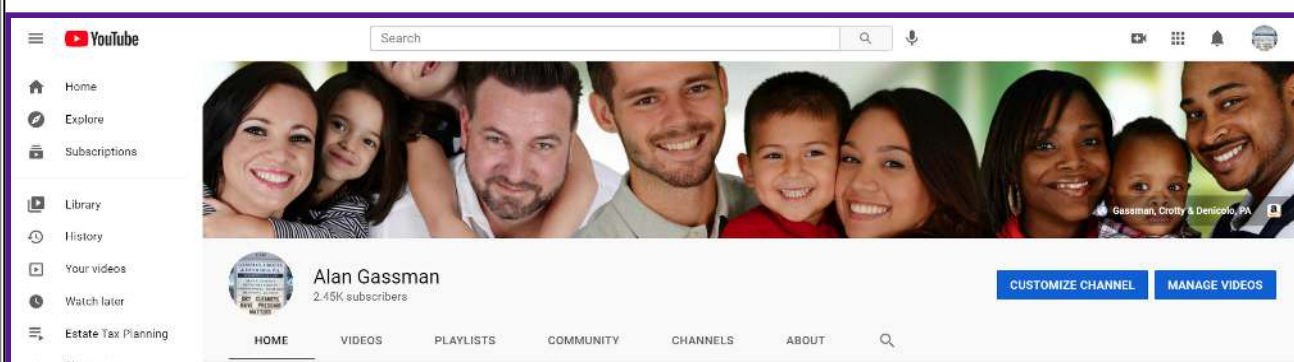 YouTube
Search
Home
Explore
Subscriptions
Library
History
Your videos
Watch later
Estate Tax Planning
Gassman, Crotty & Denicolo, PA
Alan Gassman
2.45K subscribers
CUSTOMIZE CHANNEL
MANAGE VIDEOS
HOME VIDEOS PLAYLISTS COMMUNITY CHANNELS ABOUT